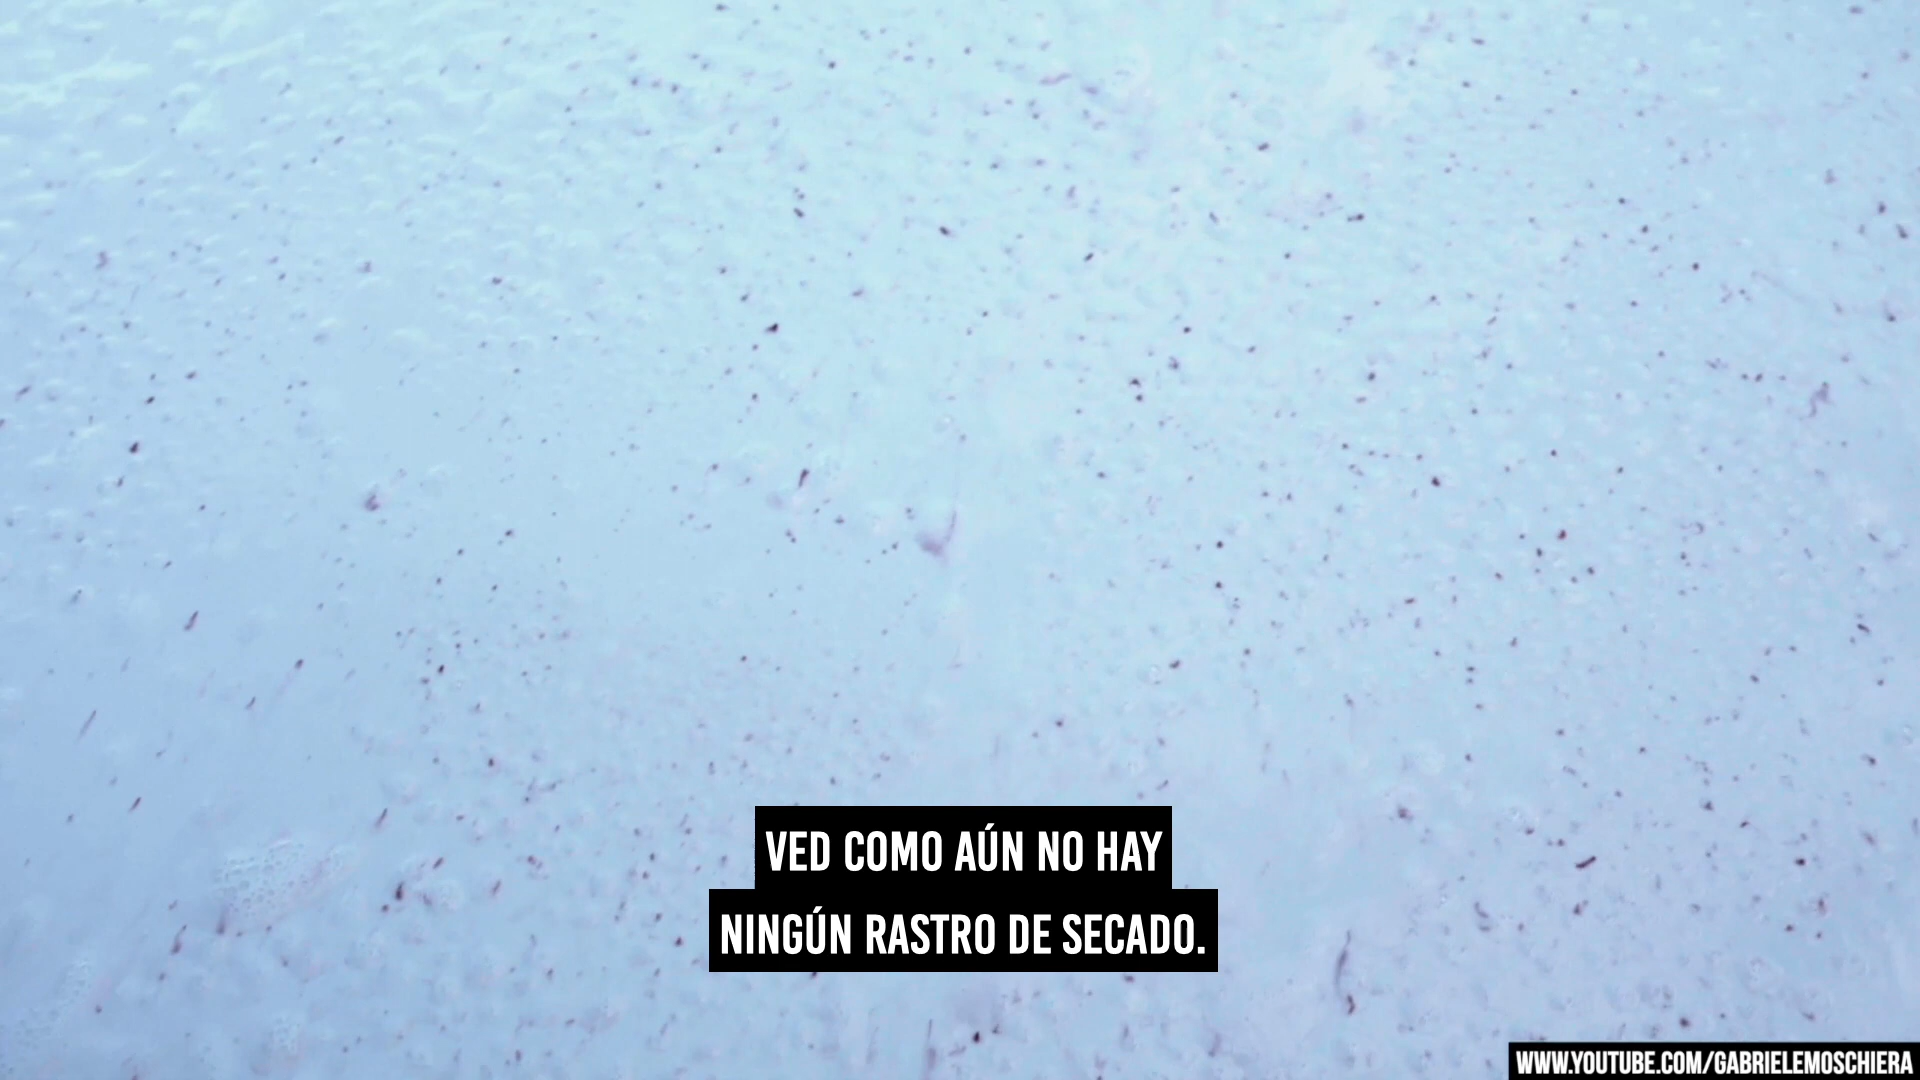 VED COMO AÚN NO HAY
NINGÚN RASTRO DE SECADO.
WWW.YOUTUBE.COM/GABRIELEMOSCHIERA